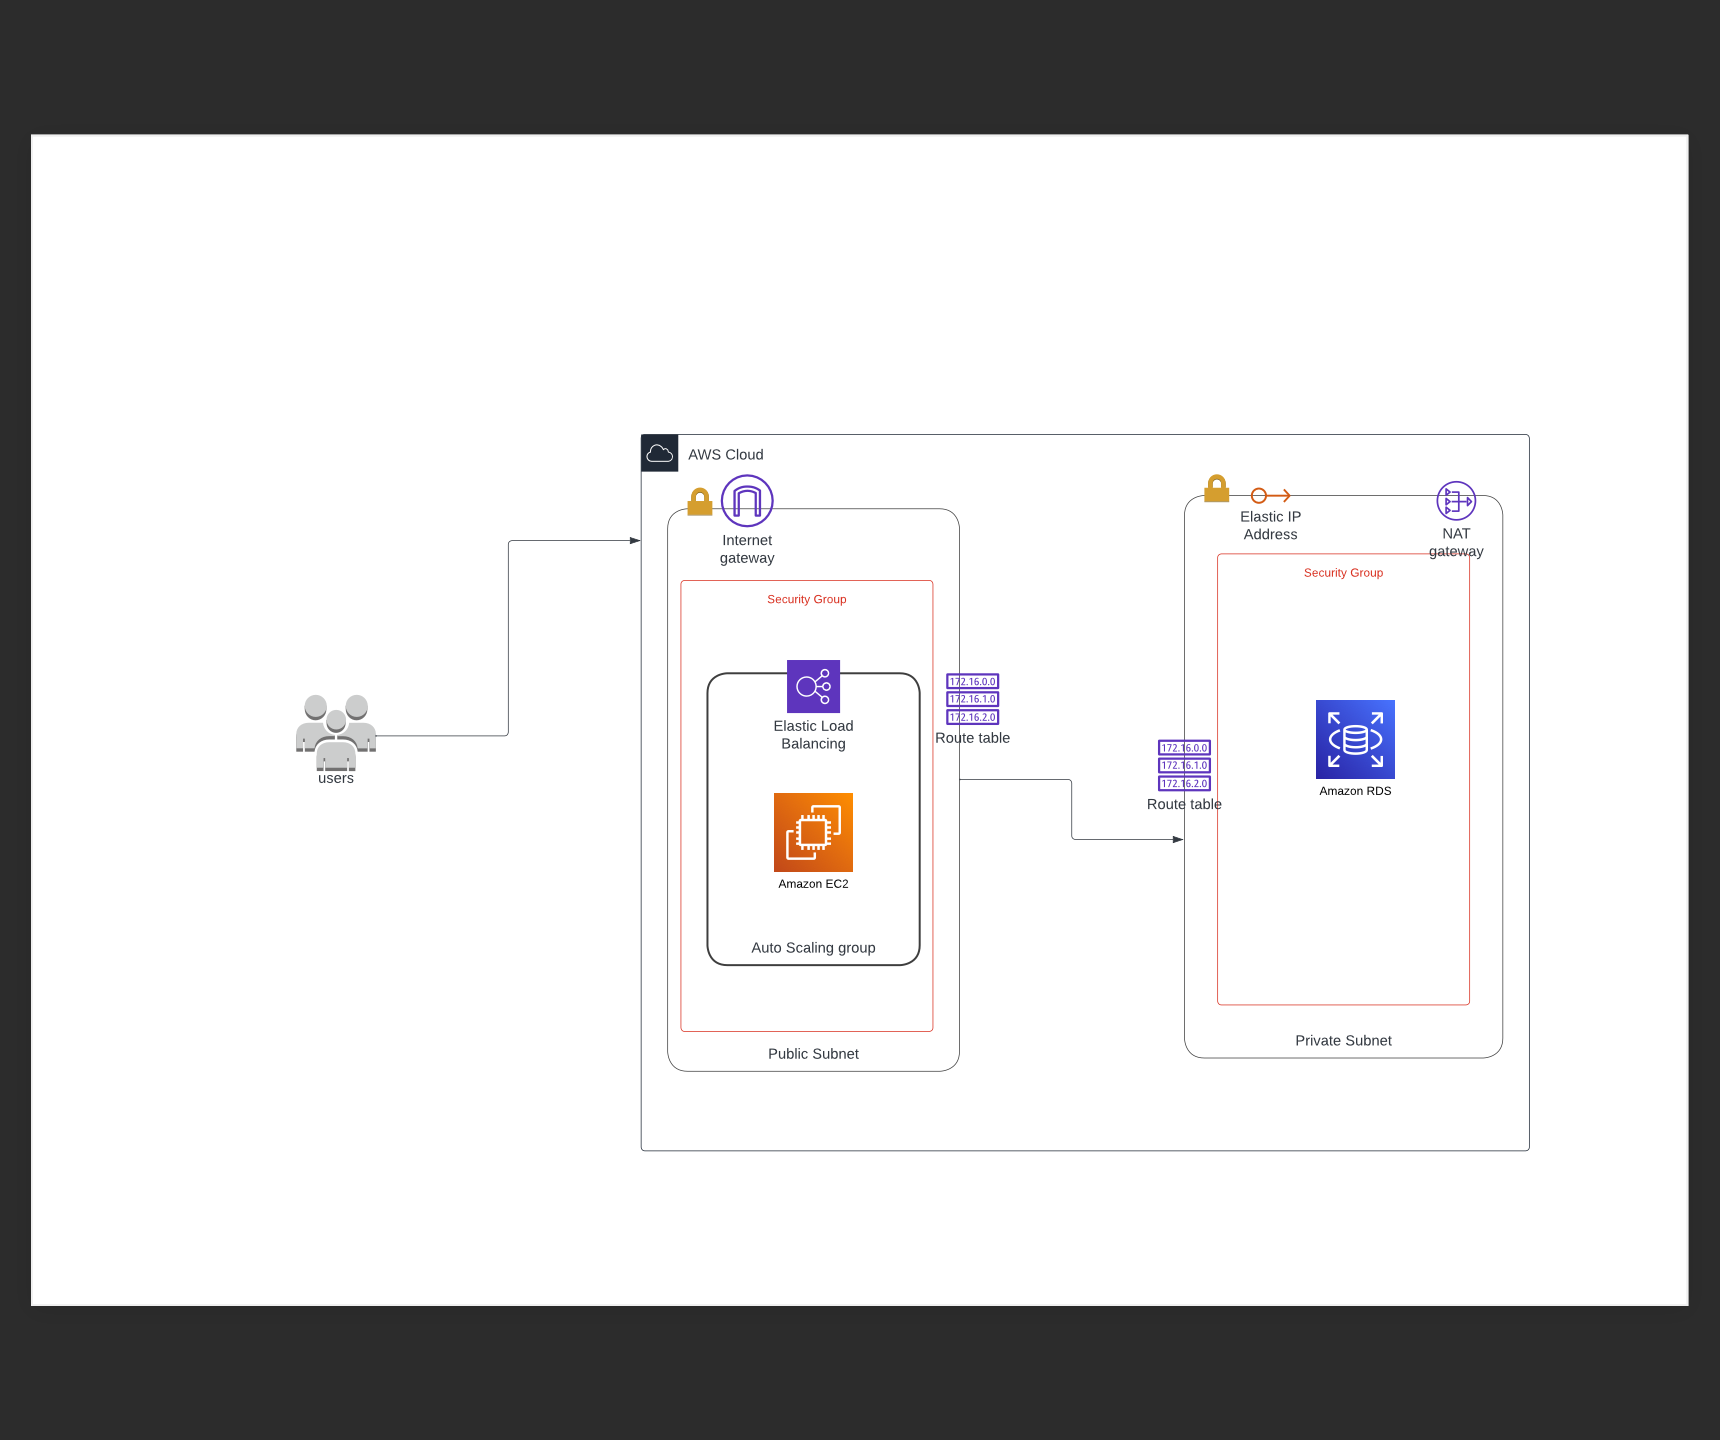 AWS Cloud
Internet
gateway
Elastic IP
Address
NAT
gateway
Security Group
Security Group
172.16.0.0
172.16.1.0
172.16.2.0
Route table
Elastic Load
Balancing
172.16.0.0
172.16.1.0
172.16.2.0
Route table
users
Amazon RDS
Amazon EC2
Auto Scaling group
Public Subnet
Private Subnet